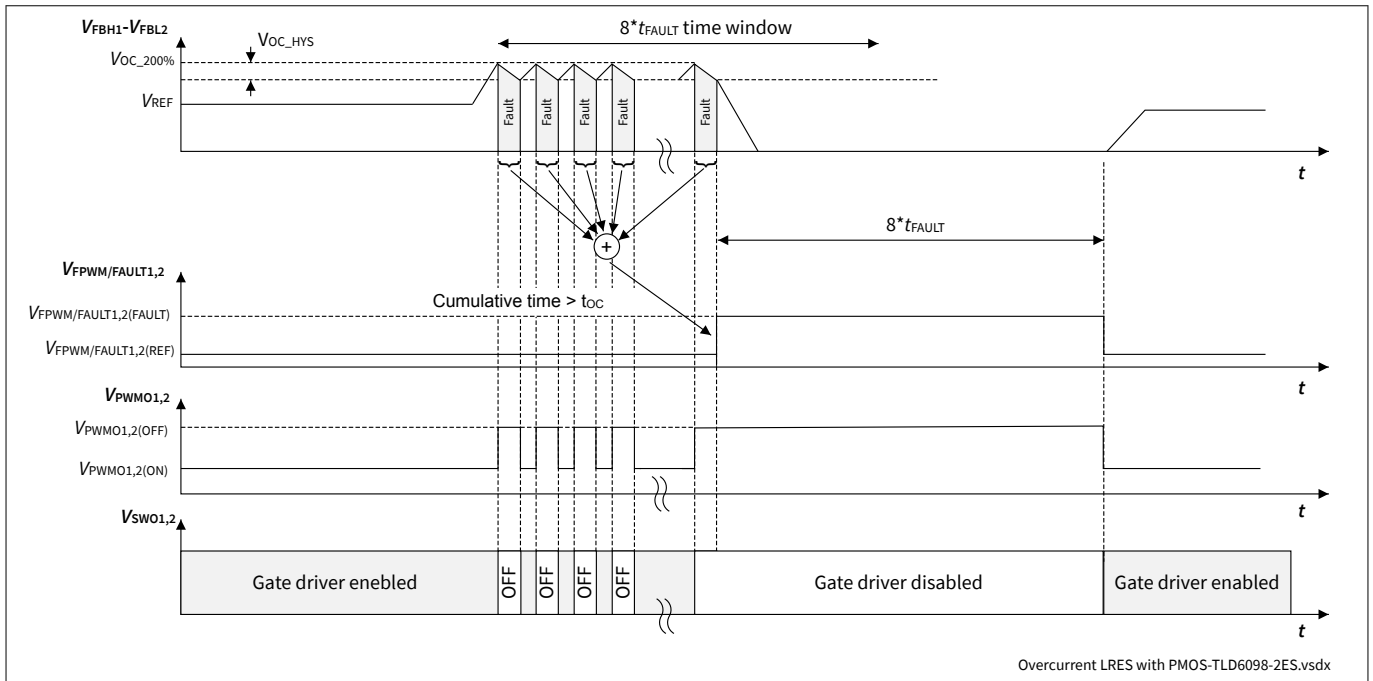 VFBH1-VFBL2
VOC_HYS
8*tFAULT time window
VOC_200%
VREF
Fault
Fault
Fault
Fault
Fault
t
+
8*tFAULT
VFPWM/FAULT1,2
Cumulative time > tOC
VFPWM/FAULT1,2(FAULT)
VFPWM/FAULT1,2(REF)
t
VPWMO1,2
VPWMO1,2(OFF)
VPWMO1,2(ON)
t
VSWO1,2
Gate driver enebled
OFF
OFF
OFF
OFF
Gate driver disabled
Gate driver enabled
t
Overcurrent LRES with PMOS-TLD6098-2ES.vsdx